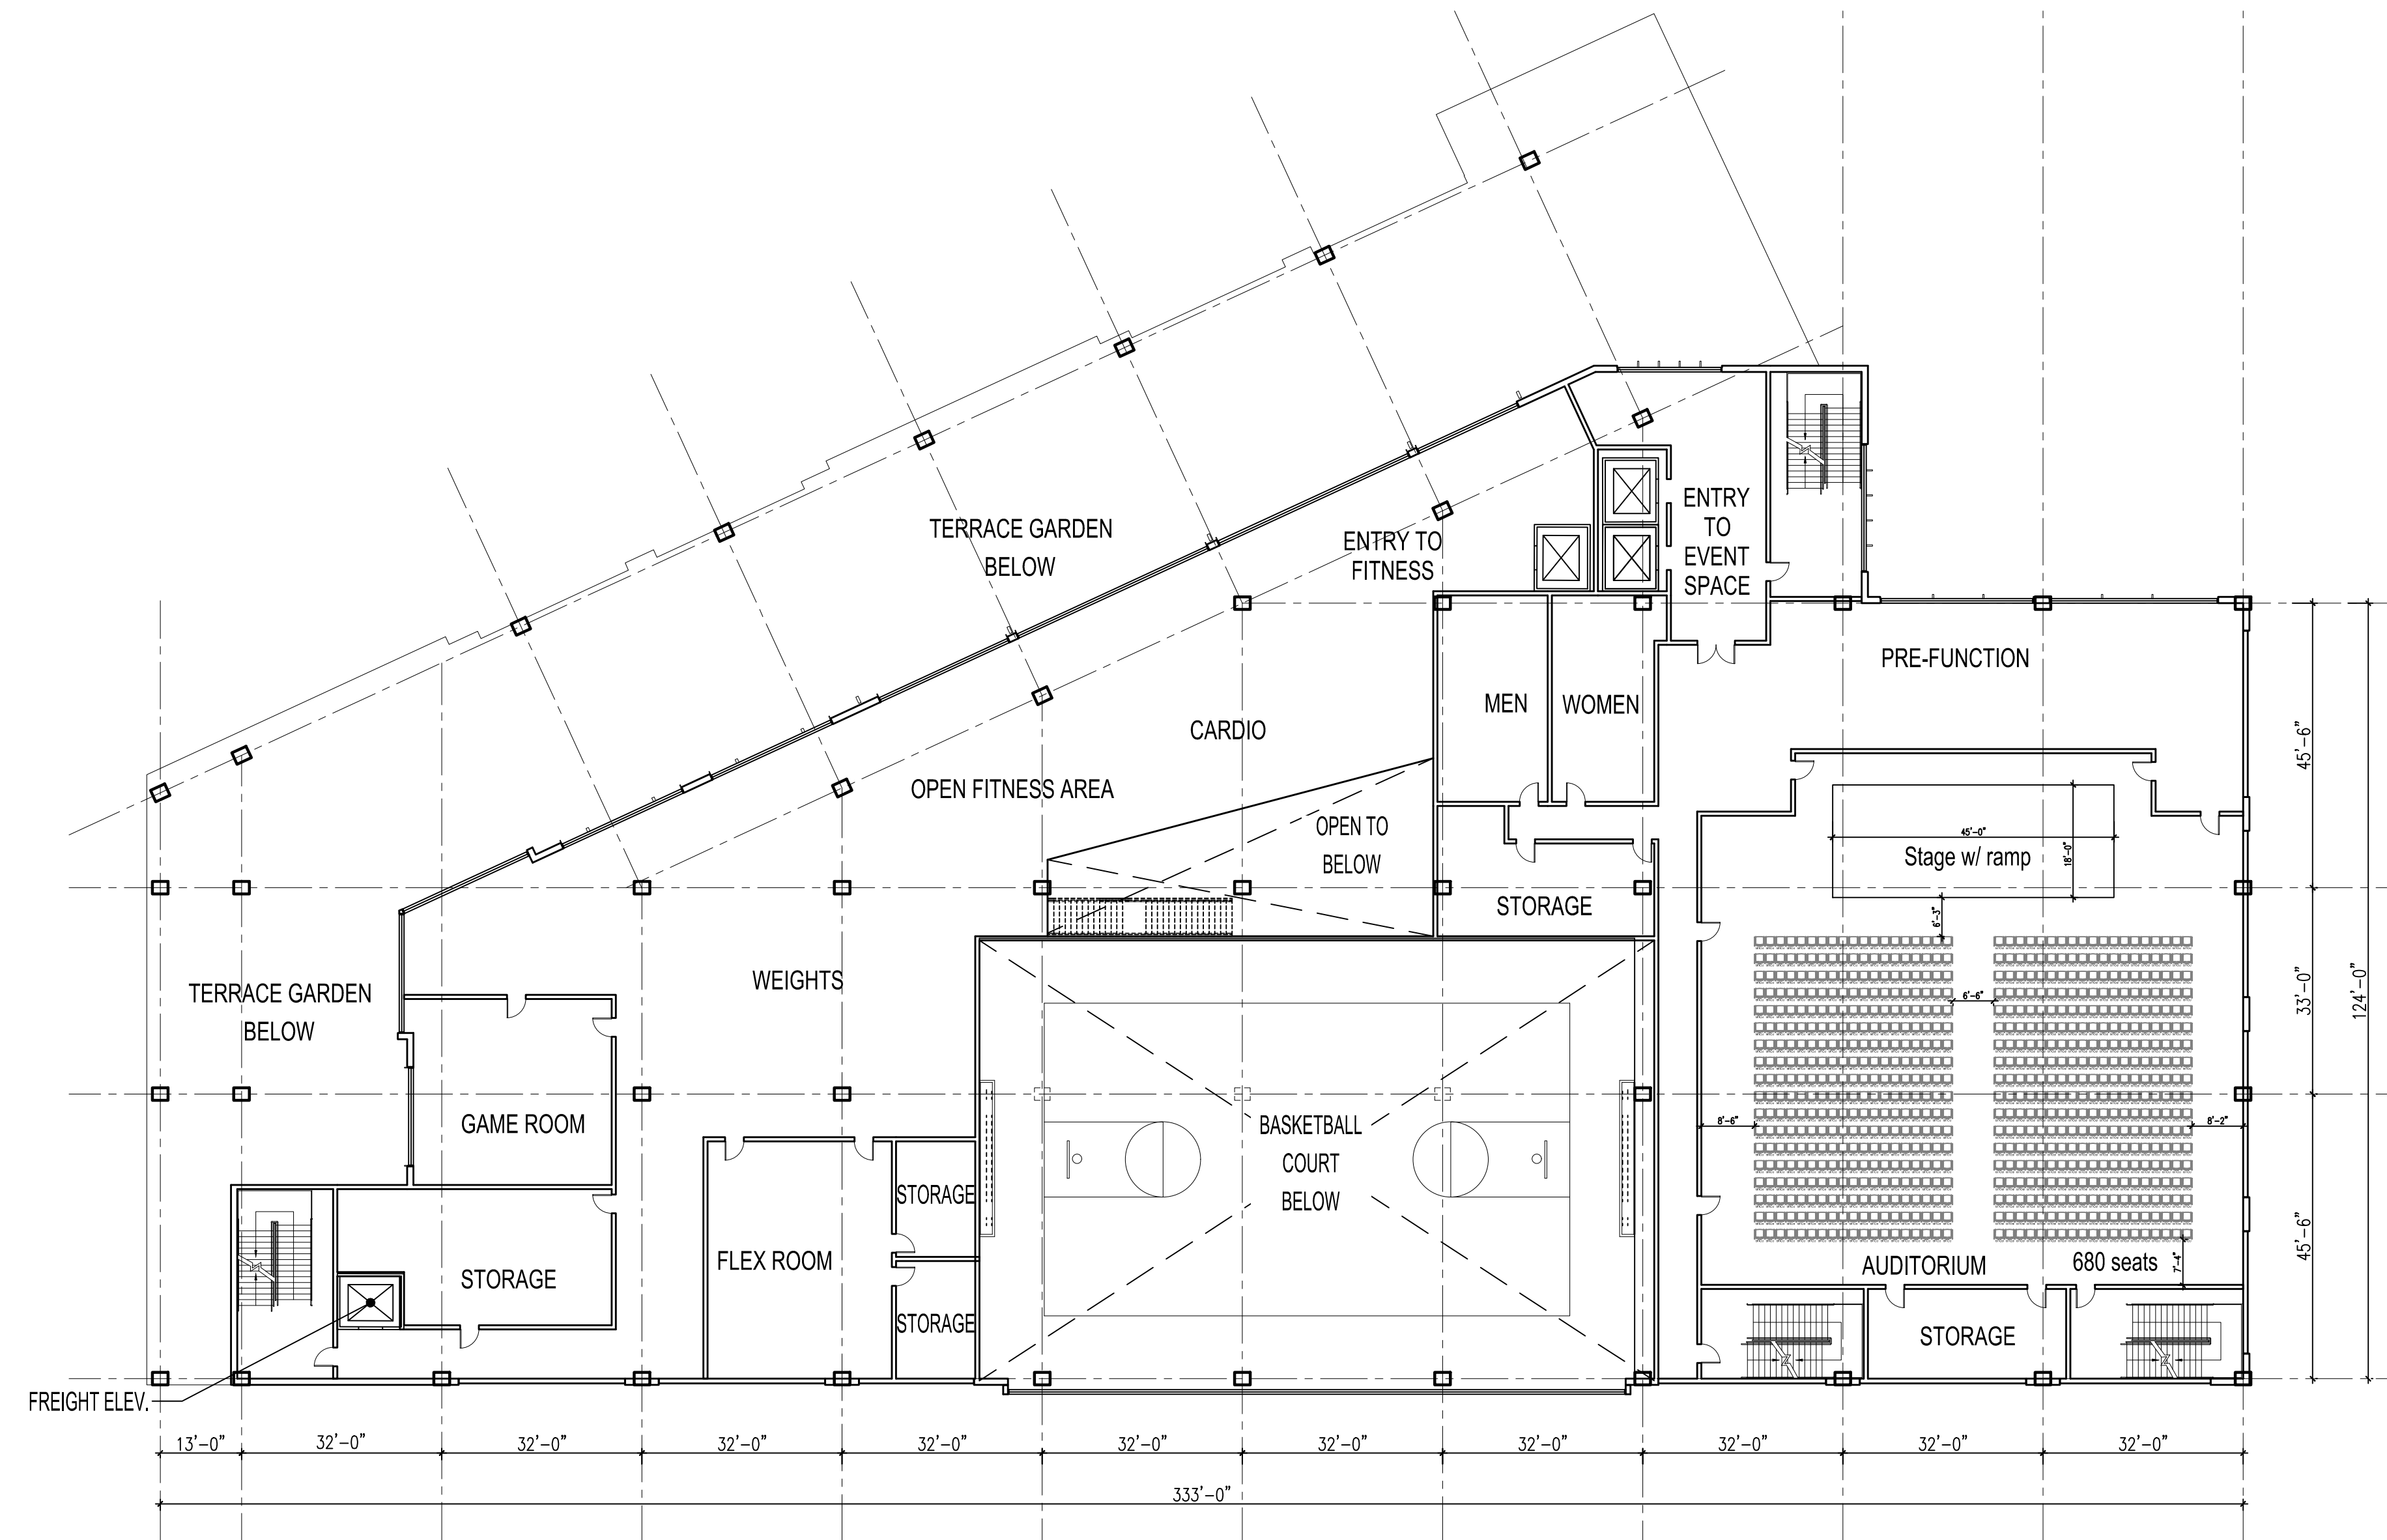 ENTRY
TO
EVENT
SPACE
TERRACE GARDEN
BELOW
ENTRY TO
FITNESS
PRE-FUNCTION
MEN
WOMEN
CARDIO
OPEN FITNESS AREA
OPEN TO
BELOW
45'-0"
Stage w/ ramp
18'-0"
STORAGE
6'-3"
WEIGHTS
TERRACE GARDEN
BELOW
6'-6"
GAME ROOM
8'-6"
8'-2"
BASKETBALL
COURT
BELOW
STORAGE
FLEX ROOM
STORAGE
AUDITORIUM
680 seats
7'-4"
STORAGE
STORAGE
FREIGHT ELEV.
45'-6"
33'-0"
45'-6"
124'-0"
13'-0"
32'-0"
32'-0"
32'-0"
32'-0"
32'-0"
32'-0"
32'-0"
32'-0"
32'-0"
32'-0"
333'-0"